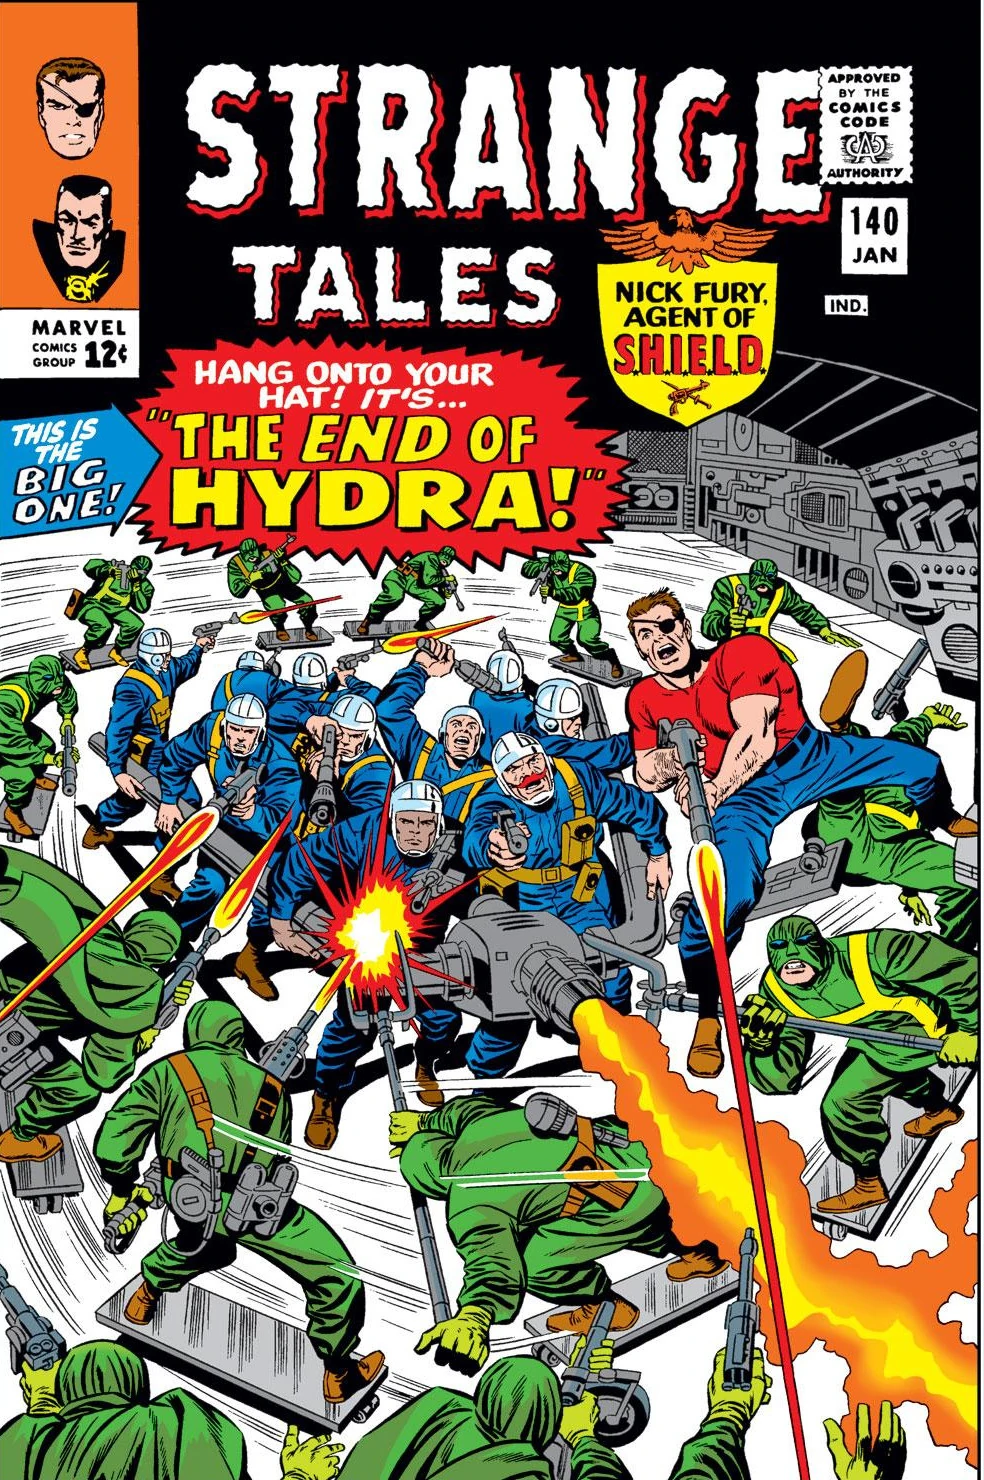 STRANGE
TALES
APPROVED
BY THE
COMICS
CODE
CA
AUTHORITY
140
JAN
IND.
MARVEL
COMICS
GROUP 12¢
NICK FURY,
AGENT OF
S.H.I.E.L.D.
HANG ONTO YOUR
HAT! IT'S...
"THE END OF
HYDRA!"
THIS IS
THE
BIG
ONE!